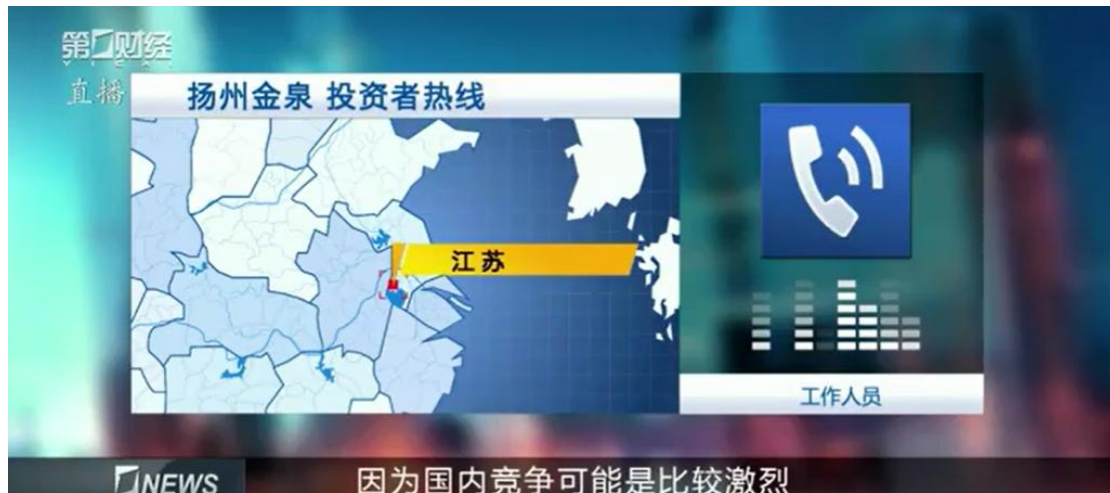 第一财经
YICAI
直播
扬州金泉 投资者热线
江苏
工作人员
NEWS
因为国内竞争可能是比较激烈